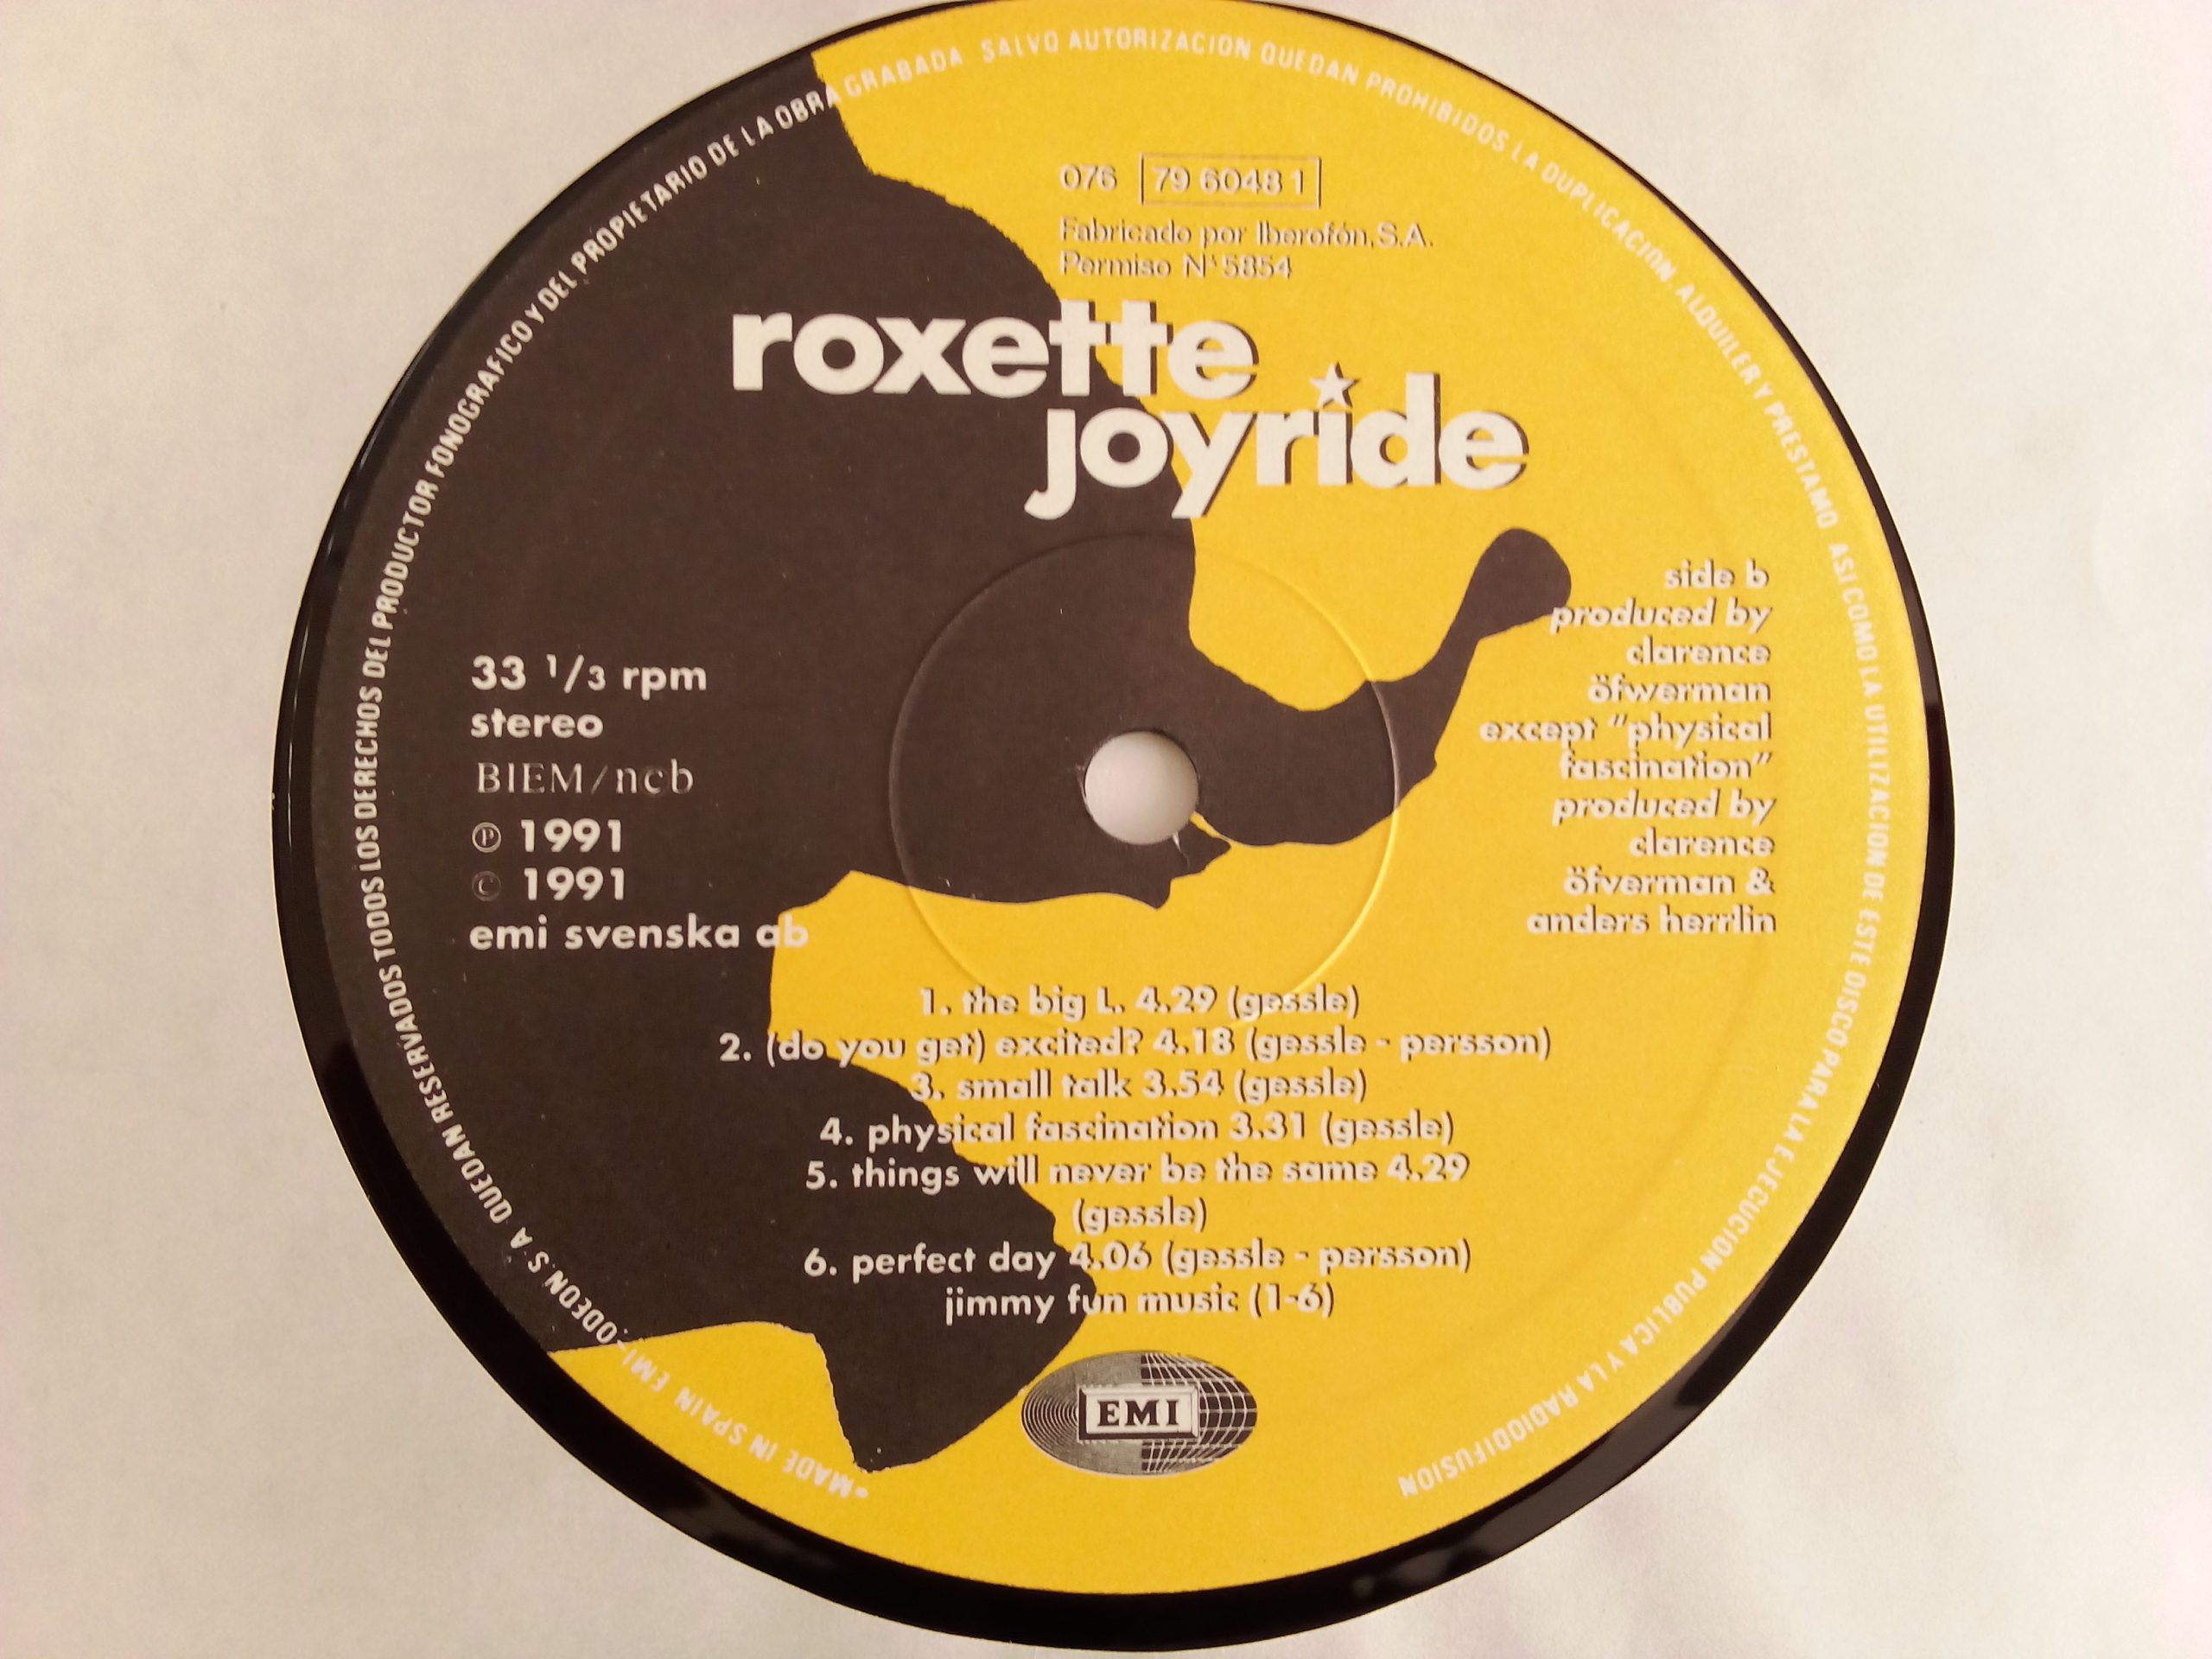 QUEDAN RESERVADOS TODOS LOS DERECHOS DEL PRODUCTOR FONOGRAFICO Y DEL PROPIETARIO DE LA OBRA GRABADA SALVO AUTORIZACION QUEDAN PROHIBIDOS LA DUPLICACION, ALQUILER Y PRESTAMO ASI COMO LA UTILIZACION DE ESTE DISCO PARA LA EJECUCION PUBLICA Y LA RADIODIFUSION
•MADE IN SPAIN EMI-ODEON S A
076 79 6048 1
Fabricado por Iberofón, S.A.
Permiso Nº 5854
roxette
joyride
33 1/3 rpm
stereo
BIEM/ncb
℗ 1991
© 1991
emi svenska ab
side b
produced by
clarence
öfwerman
except "physical
fascination"
produced by
clarence
öfverman &
anders herrlin
1. the big L. 4.29 (gessle)
2. (do you get) excited? 4.18 (gessle - persson)
3. small talk 3.54 (gessle)
4. physical fascination 3.31 (gessle)
5. things will never be the same 4.29
(gessle)
6. perfect day 4.06 (gessle - persson)
jimmy fun music (1-6)
EMI